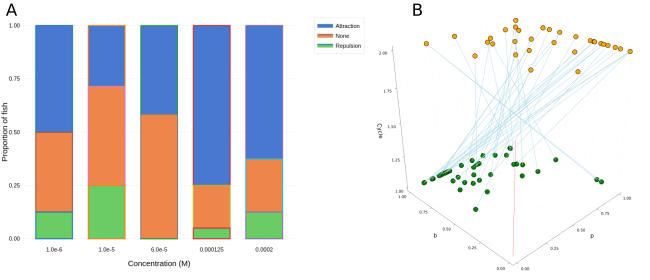 A
1.00
0.75
0.50
0.25
0.00
Proportion of fish
1.0e-6
1.0e-5
6.0e-5
0.000125
0.0002
Concentration (M)
Attraction
None
Repulsion
B
2.00
1.75
1.50
1.25
1.00
Cycle
1.00
0.75
0.50
0.25
0.00
b
0.00
0.25
0.50
0.75
1.00
p